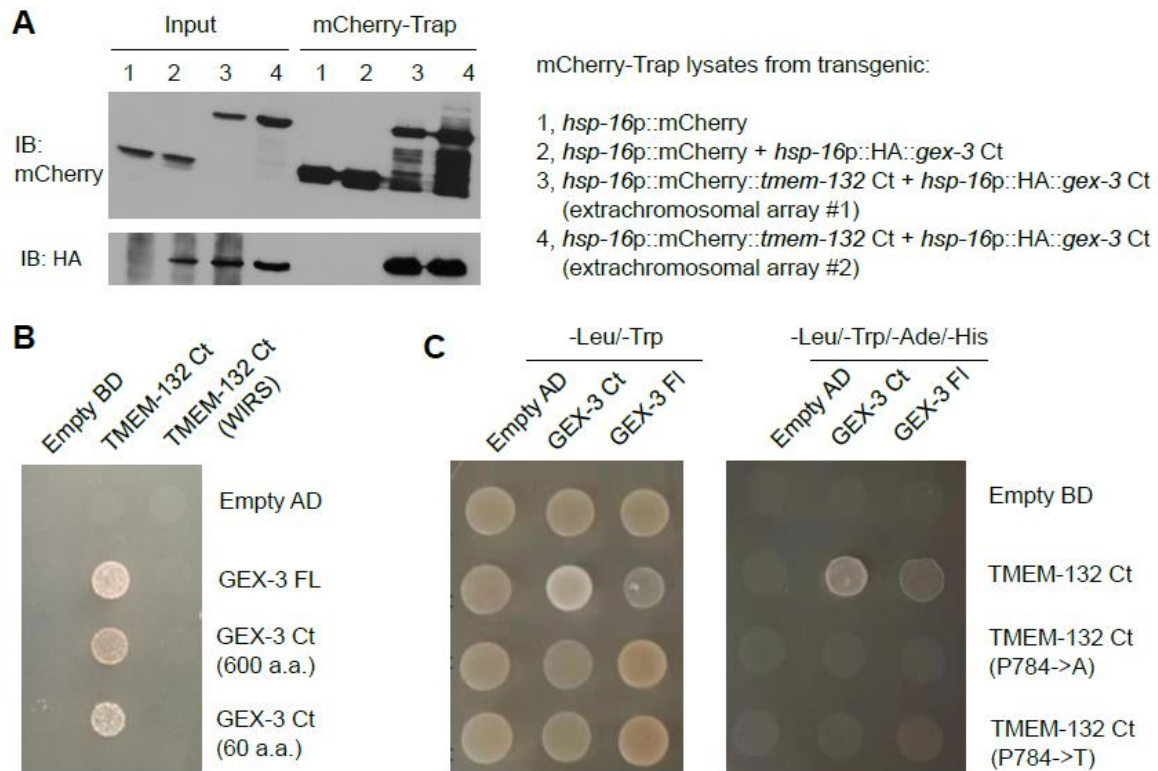 A
Input
mCherry-Trap
1 2 3 4 1 2 3 4
IB:
mCherry
IB: HA
mCherry-Trap lysates from transgenic:
1, hsp-16p::mCherry
2, hsp-16p::mCherry + hsp-16p::HA::gex-3 Ct
3, hsp-16p::mCherry::tmem-132 Ct + hsp-16p::HA::gex-3 Ct
(extrachromosomal array #1)
4, hsp-16p::mCherry::tmem-132 Ct + hsp-16p::HA::gex-3 Ct
(extrachromosomal array #2)
B
Empty BD
TMEM-132 Ct
TMEM-132 Ct
(WIRS)
Empty AD
GEX-3 FL
GEX-3 Ct
(600 a.a.)
GEX-3 Ct
(60 a.a.)
C
-Leu/-Trp
Empty AD
GEX-3 Ct
GEX-3 Fl
-Leu/-Trp/-Ade/-His
Empty AD
GEX-3 Ct
GEX-3 Fl
Empty BD
TMEM-132 Ct
TMEM-132 Ct
(P784->A)
TMEM-132 Ct
(P784->T)